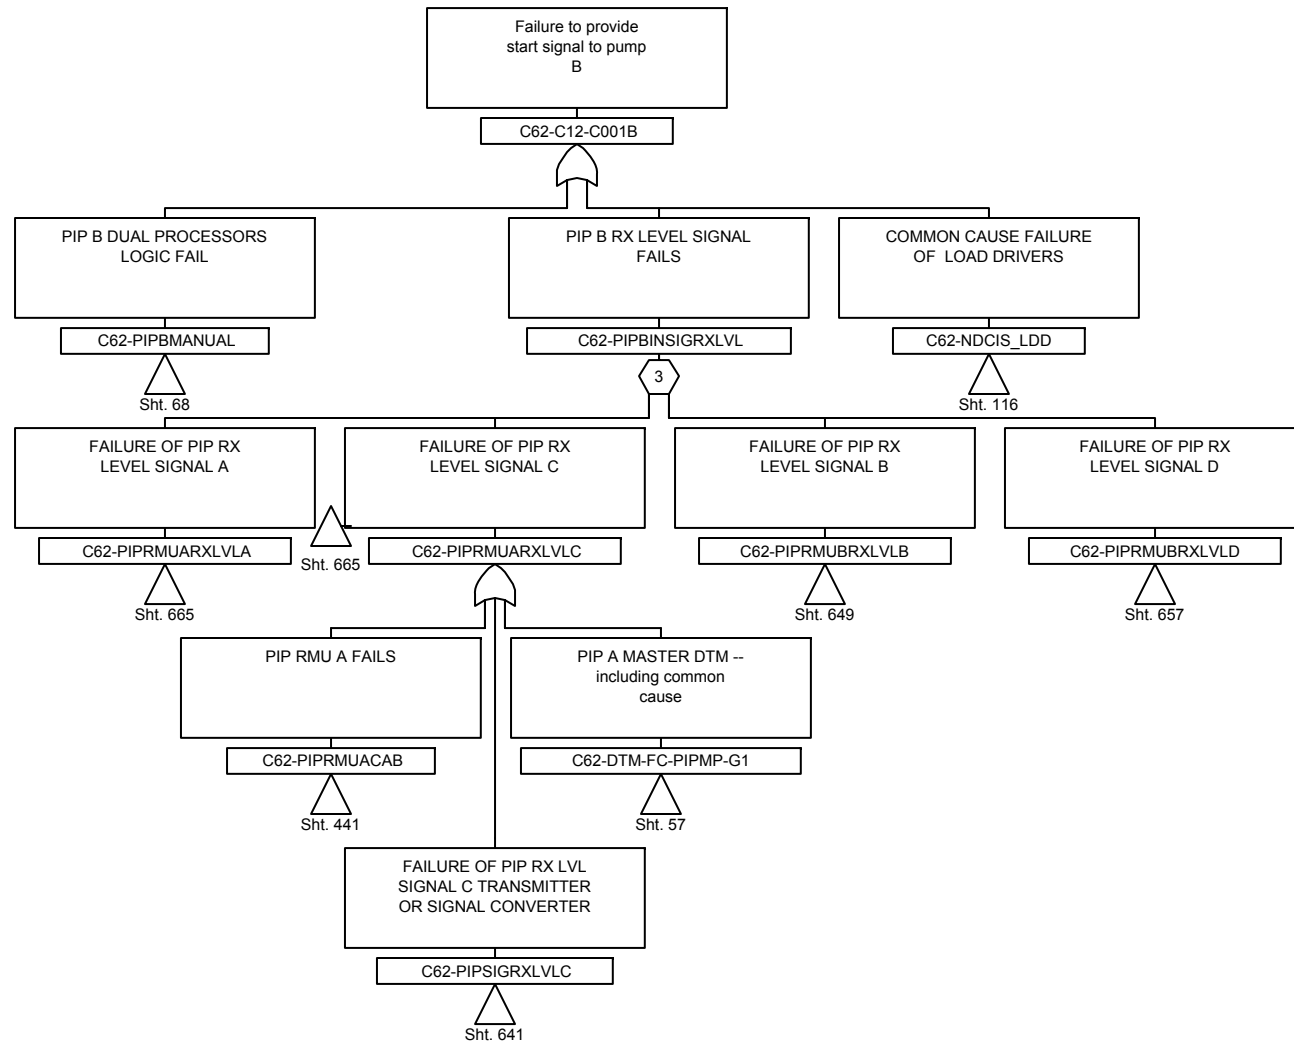 Failure to provide
start signal to pump
B
C62-C12-C001B
PIP B DUAL PROCESSORS
LOGIC FAIL
PIP B RX LEVEL SIGNAL
FAILS
COMMON CAUSE FAILURE
OF LOAD DRIVERS
C62-PIPBMANUAL
C62-PIPBINSIGRXLVL
C62-NDCIS_LDD
3
Sht. 68
Sht. 116
FAILURE OF PIP RX
LEVEL SIGNAL A
FAILURE OF PIP RX
LEVEL SIGNAL C
FAILURE OF PIP RX
LEVEL SIGNAL B
FAILURE OF PIP RX
LEVEL SIGNAL D
C62-PIPRMUARXLVLA
Sht. 665
C62-PIPRMUARXLVLC
C62-PIPRMUBRXLVLB
C62-PIPRMUBRXLVLD
Sht. 665
Sht. 649
Sht. 657
PIP RMU A FAILS
PIP A MASTER DTM --
including common
cause
C62-PIPRMUACAB
C62-DTM-FC-PIPMP-G1
Sht. 441
Sht. 57
FAILURE OF PIP RX LVL
SIGNAL C TRANSMITTER
OR SIGNAL CONVERTER
C62-PIPSIGRXLVLC
Sht. 641